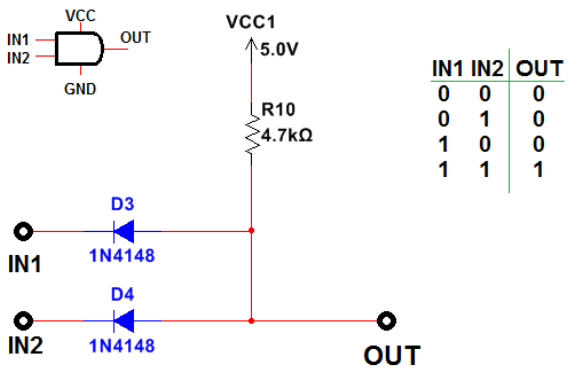 VCC
IN1
IN2
OUT
GND
VCC1
5.0V
R10
4.7kΩ
IN1 IN2 OUT
0 0 0
0 1 0
1 0 0
1 1 1
D3
1N4148
IN1
D4
1N4148
IN2
OUT